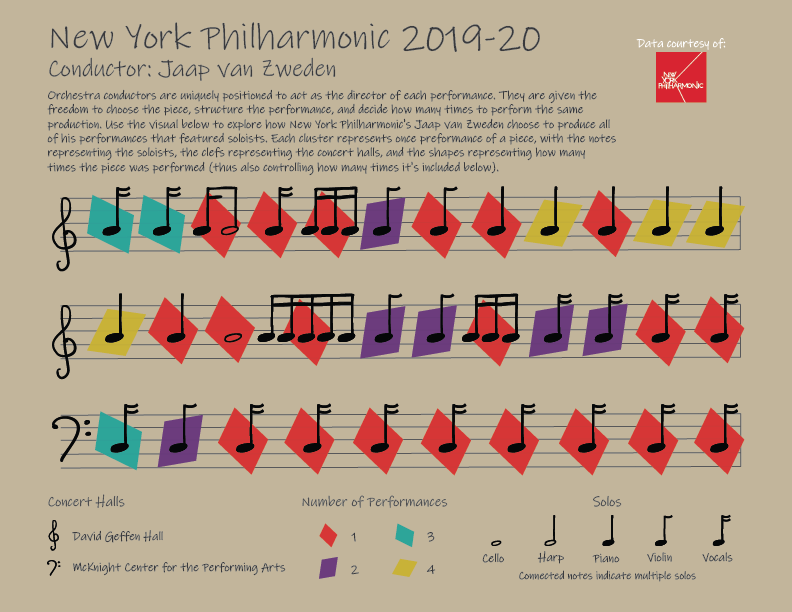 New York Philharmonic 2019-20
Conductor: Jaap van Zweden
Data courtesy of:
NEW
YORK
PHILHARMONIC
Orchestra conductors are uniquely positioned to act as the director of each performance. They are given the
freedom to choose the piece, structure the performance, and decide how many times to perform the same
production. Use the visual below to explore how New York Philharmonic's Jaap van Zweden choose to produce all
of his performances that featured soloists. Each cluster represents once preformance of a piece, with the notes
representing the soloists, the clefs representing the concert halls, and the shapes representing how many
times the piece was performed (thus also controlling how many times it's included below).
Concert Halls
David Geffen Hall
McKnight Center for the Performing Arts
Number of Performances
1
3
2
4
Solos
Cello
Harp
Piano
Violin
Vocals
Connected notes indicate multiple solos